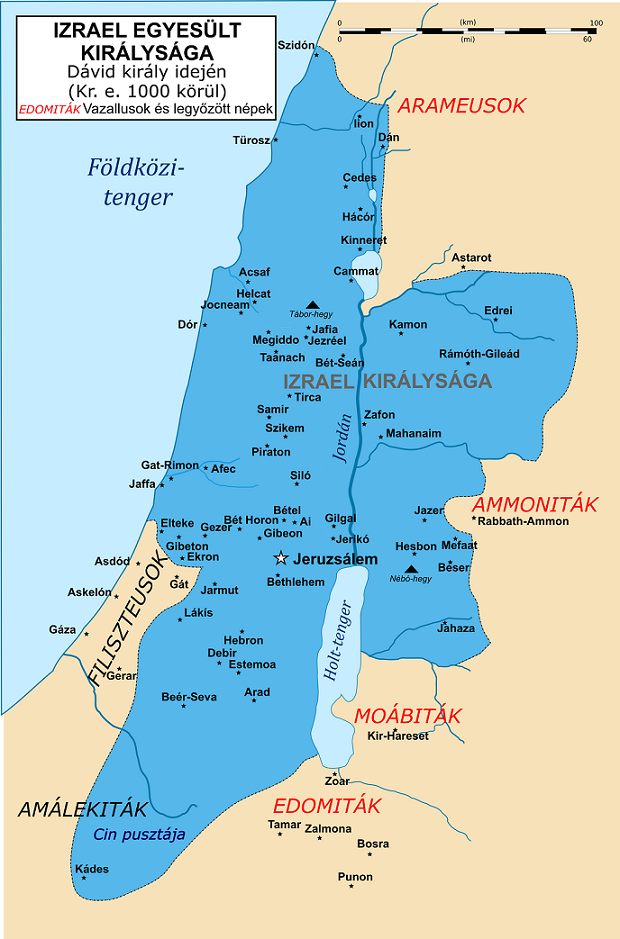 IZRAEL EGYESÜLT
KIRÁLYSÁGA
Dávid király idején
(Kr. e. 1000 körül)
EDOMITÁK Vazallusok és legyőzött népek
0 (km) 100
0 (mi) 60
Szidón
ARAMEUSOK
Iion
Türosz
Dán
Földközi-
tenger
Cedes
Hácór
Kinneret
Astarot
Acsaf
Cammat
Helcat
Jocneam
Tábor-hegy
Edrei
Dór
Jafia
Kamon
Megiddo
Jezréel
Taanach
Bét-Seán
Rámóth-Gileád
IZRAEL KIRÁLYSÁGA
Tirca
Samir
Zafon
Szikem
Mahanaim
Jordán
Piraton
Gat-Rimon
Afec
Jaffa
Siló
AMMONITÁK
Rabbath-Ammon
Elteke
Gezer
Bét Horon
Bétel
Ai
Gilgal
Jazer
Gibeton
Gibeon
Jerikó
Ekron
Hesbon
Mefaat
Jeruzsálem
Asdód
Béser
Gát
Bethlehem
Nébó-hegy
Askelón
Jarmut
FILISZTEUSOK
Lákis
Gáza
Jahaza
Hebron
Holt-tenger
Debir
Gerar
Estemoa
Beér-Seva
Arad
MOÁBITÁK
Kir-Hareset
Zoar
AMÁLEKITÁK
EDOMITÁK
Cin pusztája
Tamar
Zalmona
Bosra
Kádes
Punon